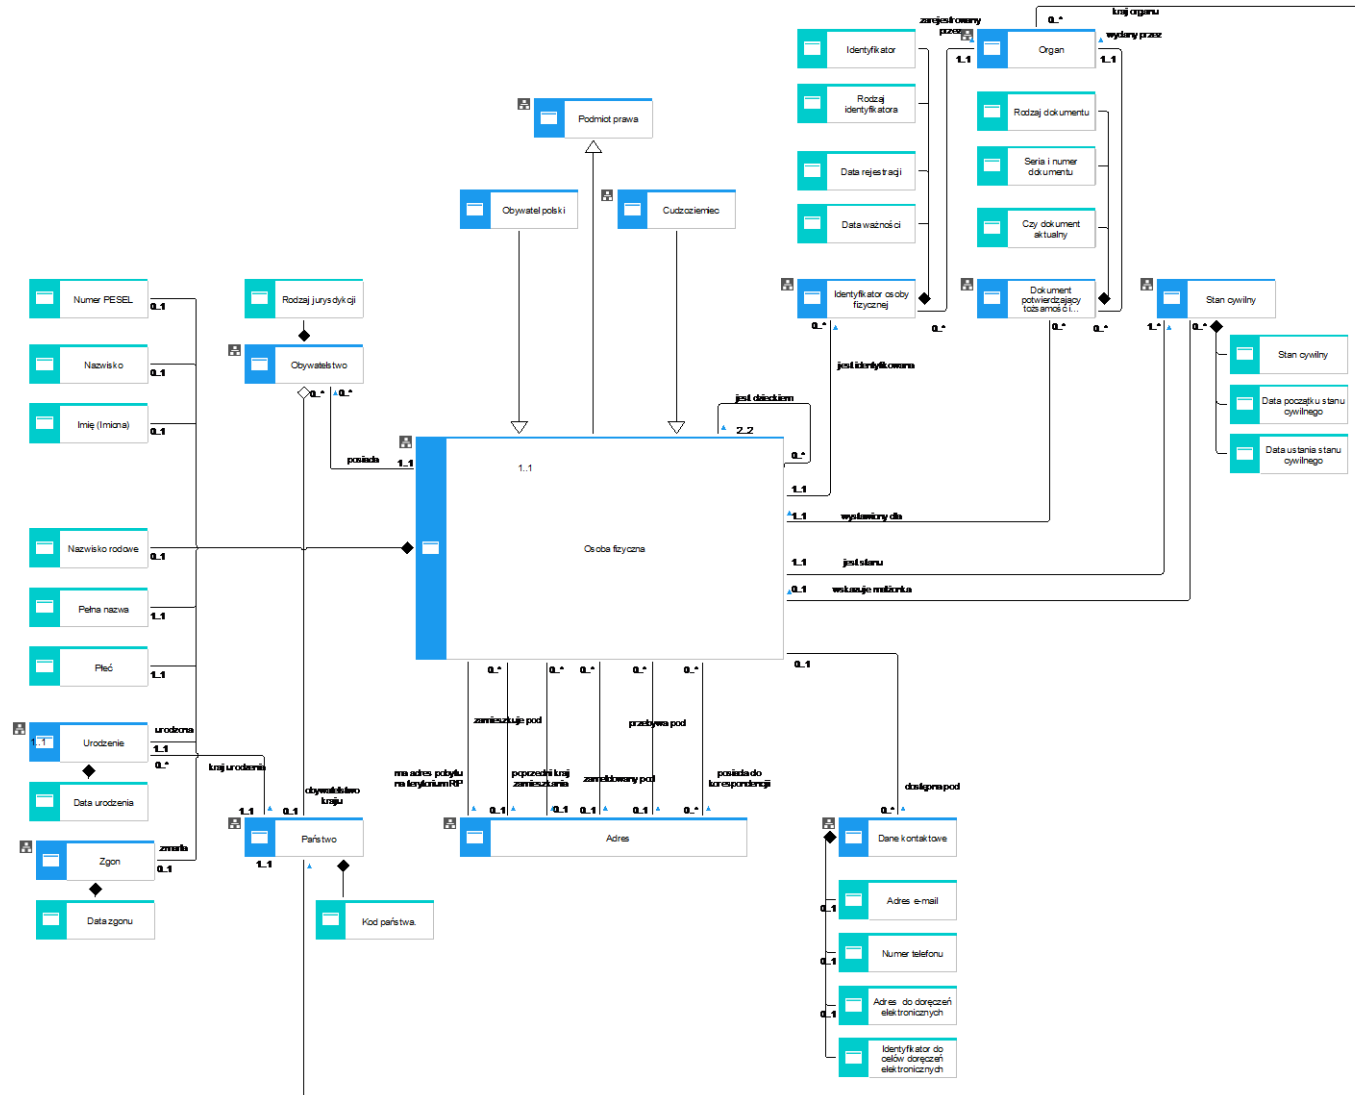 kraj organu
0..*
zarejestrowany
przez
wydany przez
Identyfikator
Organ
1..1
1..1
Rodzaj
identyfikatora
Rodzaj dokumentu
Podmiot prawa
Data rejestracji
Seria i numer
dokumentu
Obywatel polski
Cudzoziemiec
Data ważności
Czy dokument
aktualny
Numer PESEL
0..1
Rodzaj jurysdykcji
Identyfikator osoby
fizycznej
Dokument
potwierdzający
tożsamość i...
Stan cywilny
0..*
0..*
0..*
0..*
1..*
0..*
Nazwisko
0..1
Obywatelstwo
0..*
0..*
jest identyfikowana
Stan cywilny
Imię (Imiona)
0..1
jest dzieckiem
2..2
0..*
Data początku stanu
cywilnego
Data ustania stanu
cywilnego
posiada
1..1
1..1
1..1
1..1
wystawiony dla
Nazwisko rodowe
0..1
Osoba fizyczna
1..1
jest stanu
0..1
wskazuje małżonka
Pełna nazwa
1..1
Płeć
1..1
0..*
0..*
0..*
0..*
0..*
0..1
urodzona
Urodzenie
1..1
1..1
0..*
zamieszkuje pod
przebywa pod
kraj urodzenia
ma adres pobytu
na terytorium RP
poprzedni kraj
zamieszkania
zameldowany pod
posiada do
korespondencji
dostępna pod
Data urodzenia
obywatelstwo
kraju
1..1
0..1
0..1
0..1
0..1
0..1
0..*
0..*
Państwo
1..1
Adres
Dane kontaktowe
zmarła
Zgon
0..1
Data zgonu
Kod państwa.
Adres e-mail
0..1
Numer telefonu
0..1
Adres do doręczeń
elektronicznych
0..1
Identyfikator do
celów doręczeń
elektronicznych